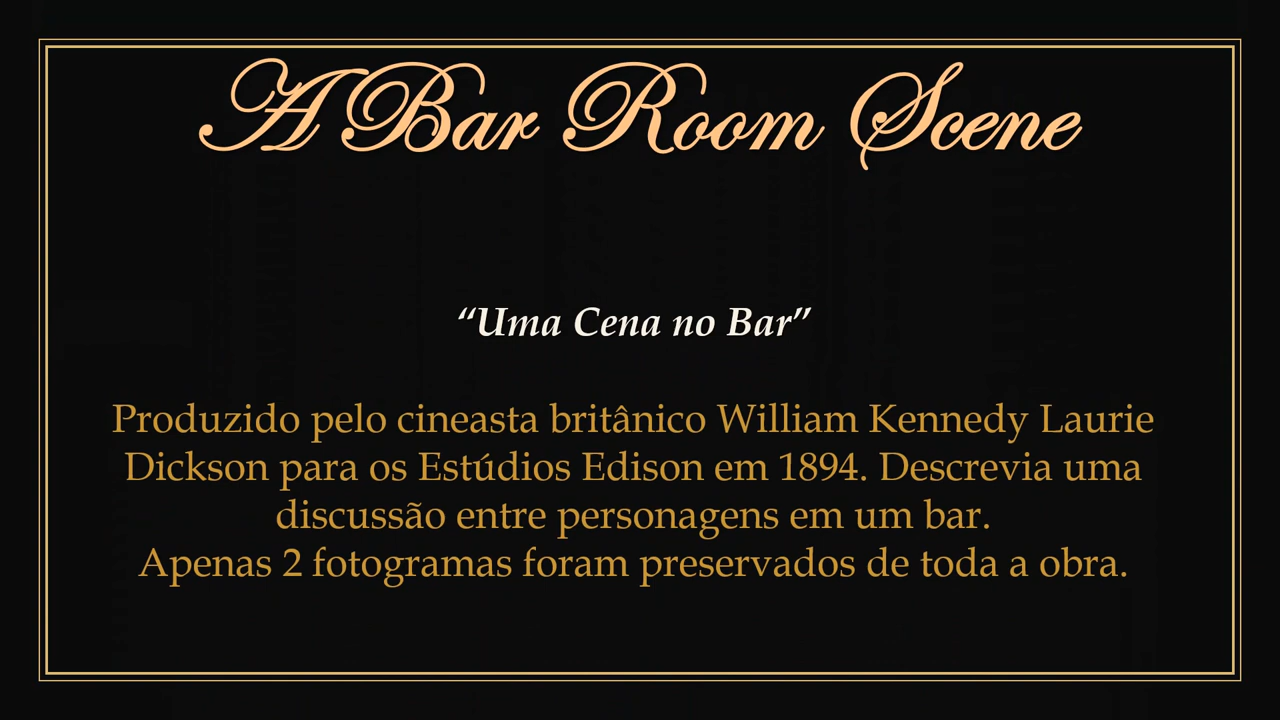 A Bar Room Scene
“Uma Cena no Bar”
Produzido pelo cineasta britânico William Kennedy Laurie
Dickson para os Estúdios Edison em 1894. Descrevia uma
discussão entre personagens em um bar.
Apenas 2 fotogramas foram preservados de toda a obra.